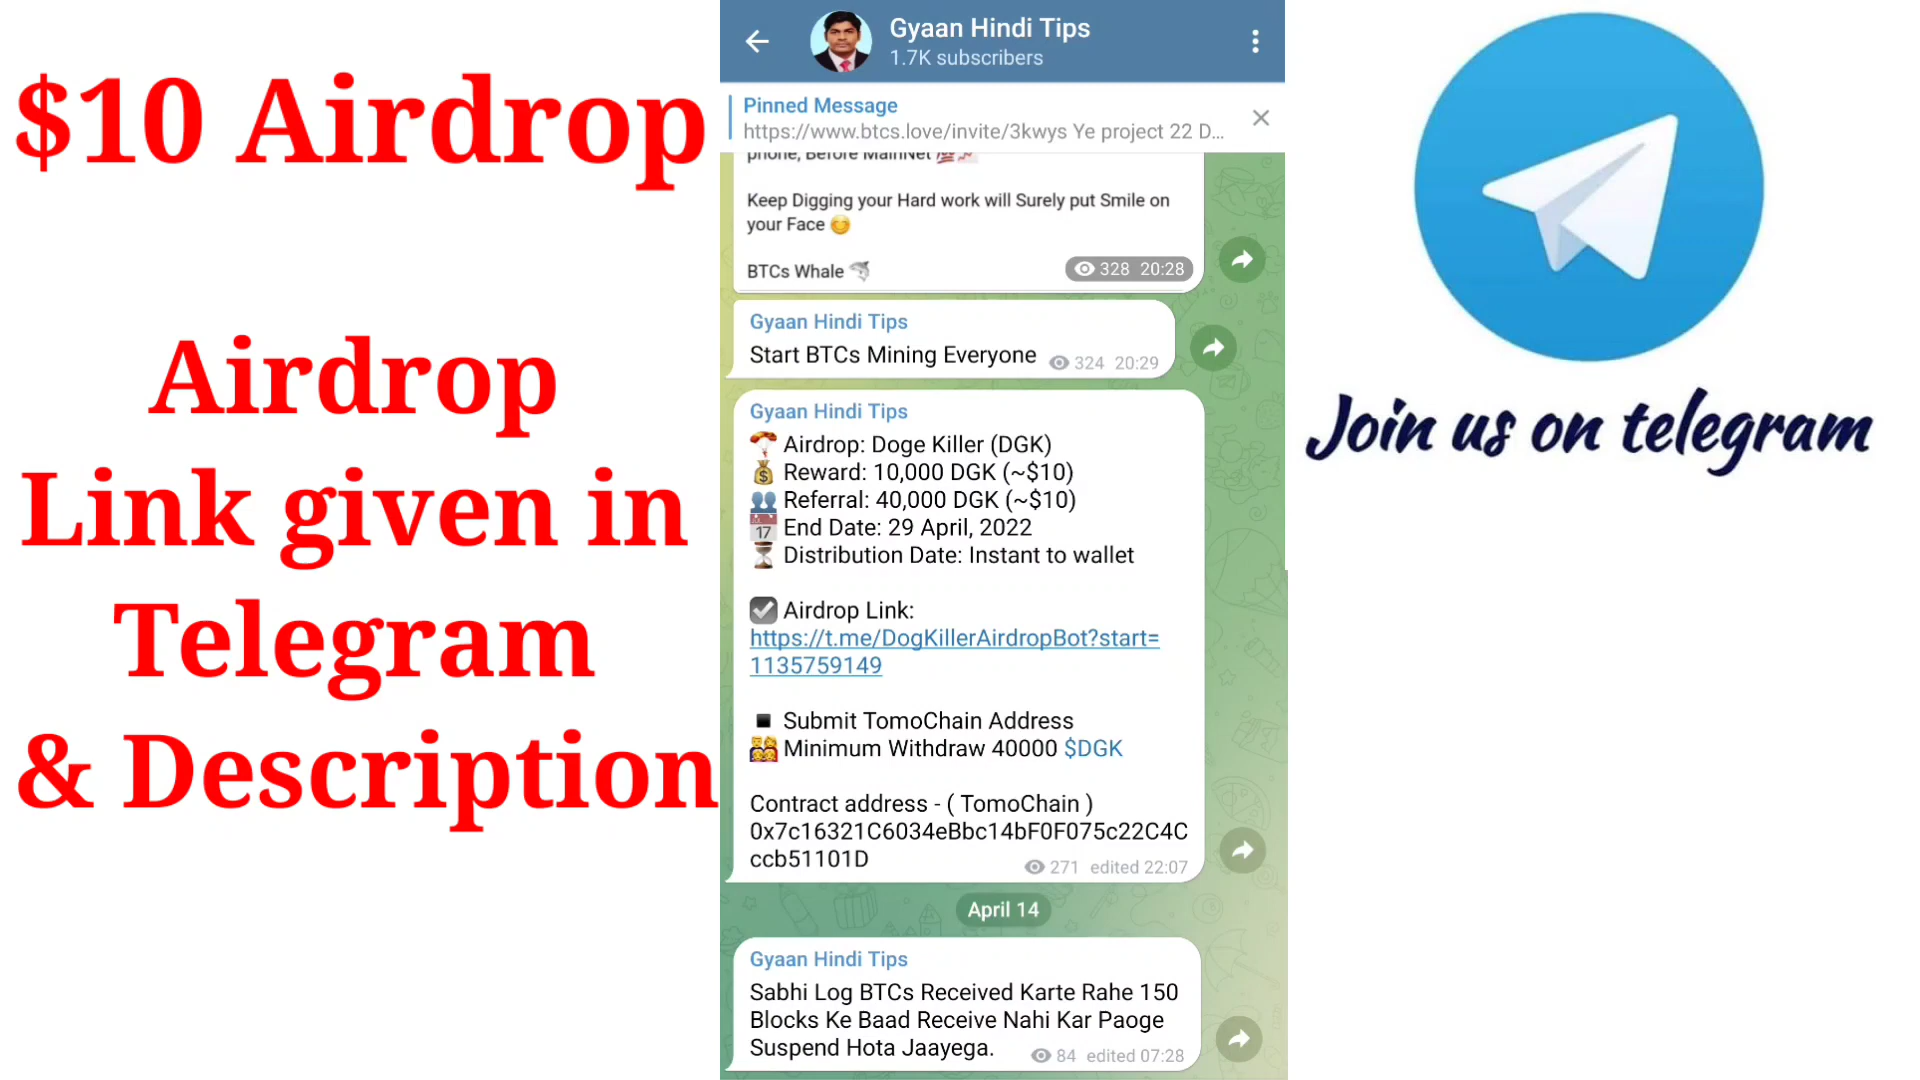 $10 Airdrop
Airdrop
Link given in
Telegram
& Description
Gyaan Hindi Tips
1.7K subscribers
Pinned Message
https://www.btcs.love/invite/3kwys Ye project 22 D...
phone, Before MainNet 💯📈
Keep Digging your Hard work will Surely put Smile on
your Face 😊
BTCs Whale 🦈
328 20:28
Gyaan Hindi Tips
Start BTCs Mining Everyone
324 20:29
Gyaan Hindi Tips
🪂 Airdrop: Doge Killer (DGK)
💰 Reward: 10,000 DGK (~$10)
👥 Referral: 40,000 DGK (~$10)
📅 End Date: 29 April, 2022
⏳ Distribution Date: Instant to wallet
☑️ Airdrop Link:
https://t.me/DogKillerAirdropBot?start=
1135759149
▪️ Submit TomoChain Address
👨‍👩‍👧‍👦 Minimum Withdraw 40000 $DGK
Contract address - ( TomoChain )
0x7c16321C6034eBbc14bF0F075c22C4C
ccb51101D
271 edited 22:07
April 14
Gyaan Hindi Tips
Sabhi Log BTCs Received Karte Rahe 150
Blocks Ke Baad Receive Nahi Kar Paoge
Suspend Hota Jaayega.
84 edited 07:28
Join us on telegram